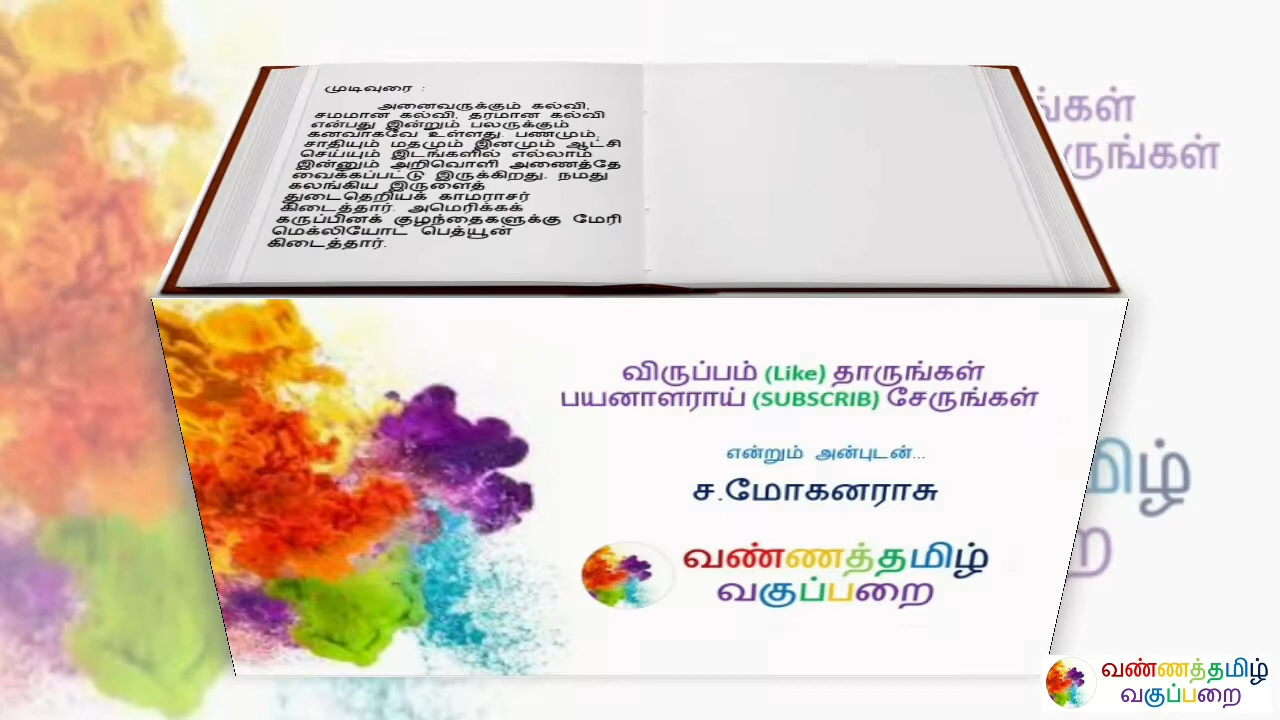 முடிவுரை :
அனைவருக்கும் கல்வி,
சமமான கல்வி, தரமான கல்வி
என்பது இன்றும் பலருக்கும்
கனவாகவே உள்ளது. பணமும்,
சாதியும் மதமும் இனமும் ஆட்சி
செய்யும் இடங்களில் எல்லாம்
இன்னும் அறிவொளி அணைத்தே
வைக்கப்பட்டு இருக்கிறது. நமது
கலங்கிய இருளைத்
துடைதெறியக் காமராசர்
கிடைத்தார். அமெரிக்கக்
கருப்பினக் குழந்தைகளுக்கு மேரி
மெக்லியோட் பெத்யூன்
கிடைத்தார்.
ங்கள்
ருங்கள்
விருப்பம் (Like) தாருங்கள்
பயனாளராய் (SUBSCRIB) சேருங்கள்
என்றும் அன்புடன்...
ச.மோகனராசு
வண்ணத்தமிழ்
வகுப்பறை
மிழ்
றை
வண்ணத்தமிழ்
வகுப்பறை